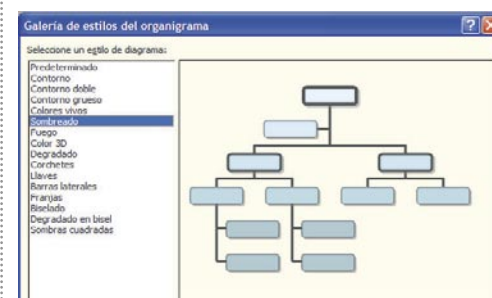 Galería de estilos del organigrama
Seleccione un estilo de diagrama:
Predeterminado
Contorno
Contorno doble
Contorno grueso
Colores vivos
Sombreado
Fuego
Color 3D
Degradado
Corchetes
Llaves
Barras laterales
Franjas
Biselado
Degradado en bisel
Sombras cuadradas